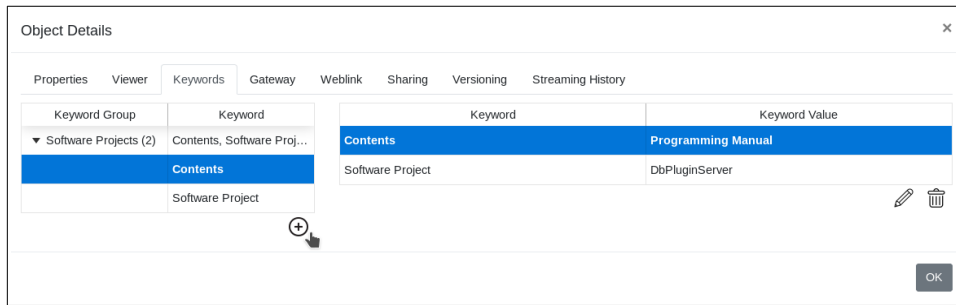 Object Details ×
Properties Viewer Keywords Gateway Weblink Sharing Versioning Streaming History
Keyword Group Keyword
Software Projects (2) Contents, Software Proj...
Contents
Software Project
Keyword Keyword Value
Contents Programming Manual
Software Project DbPluginServer
OK